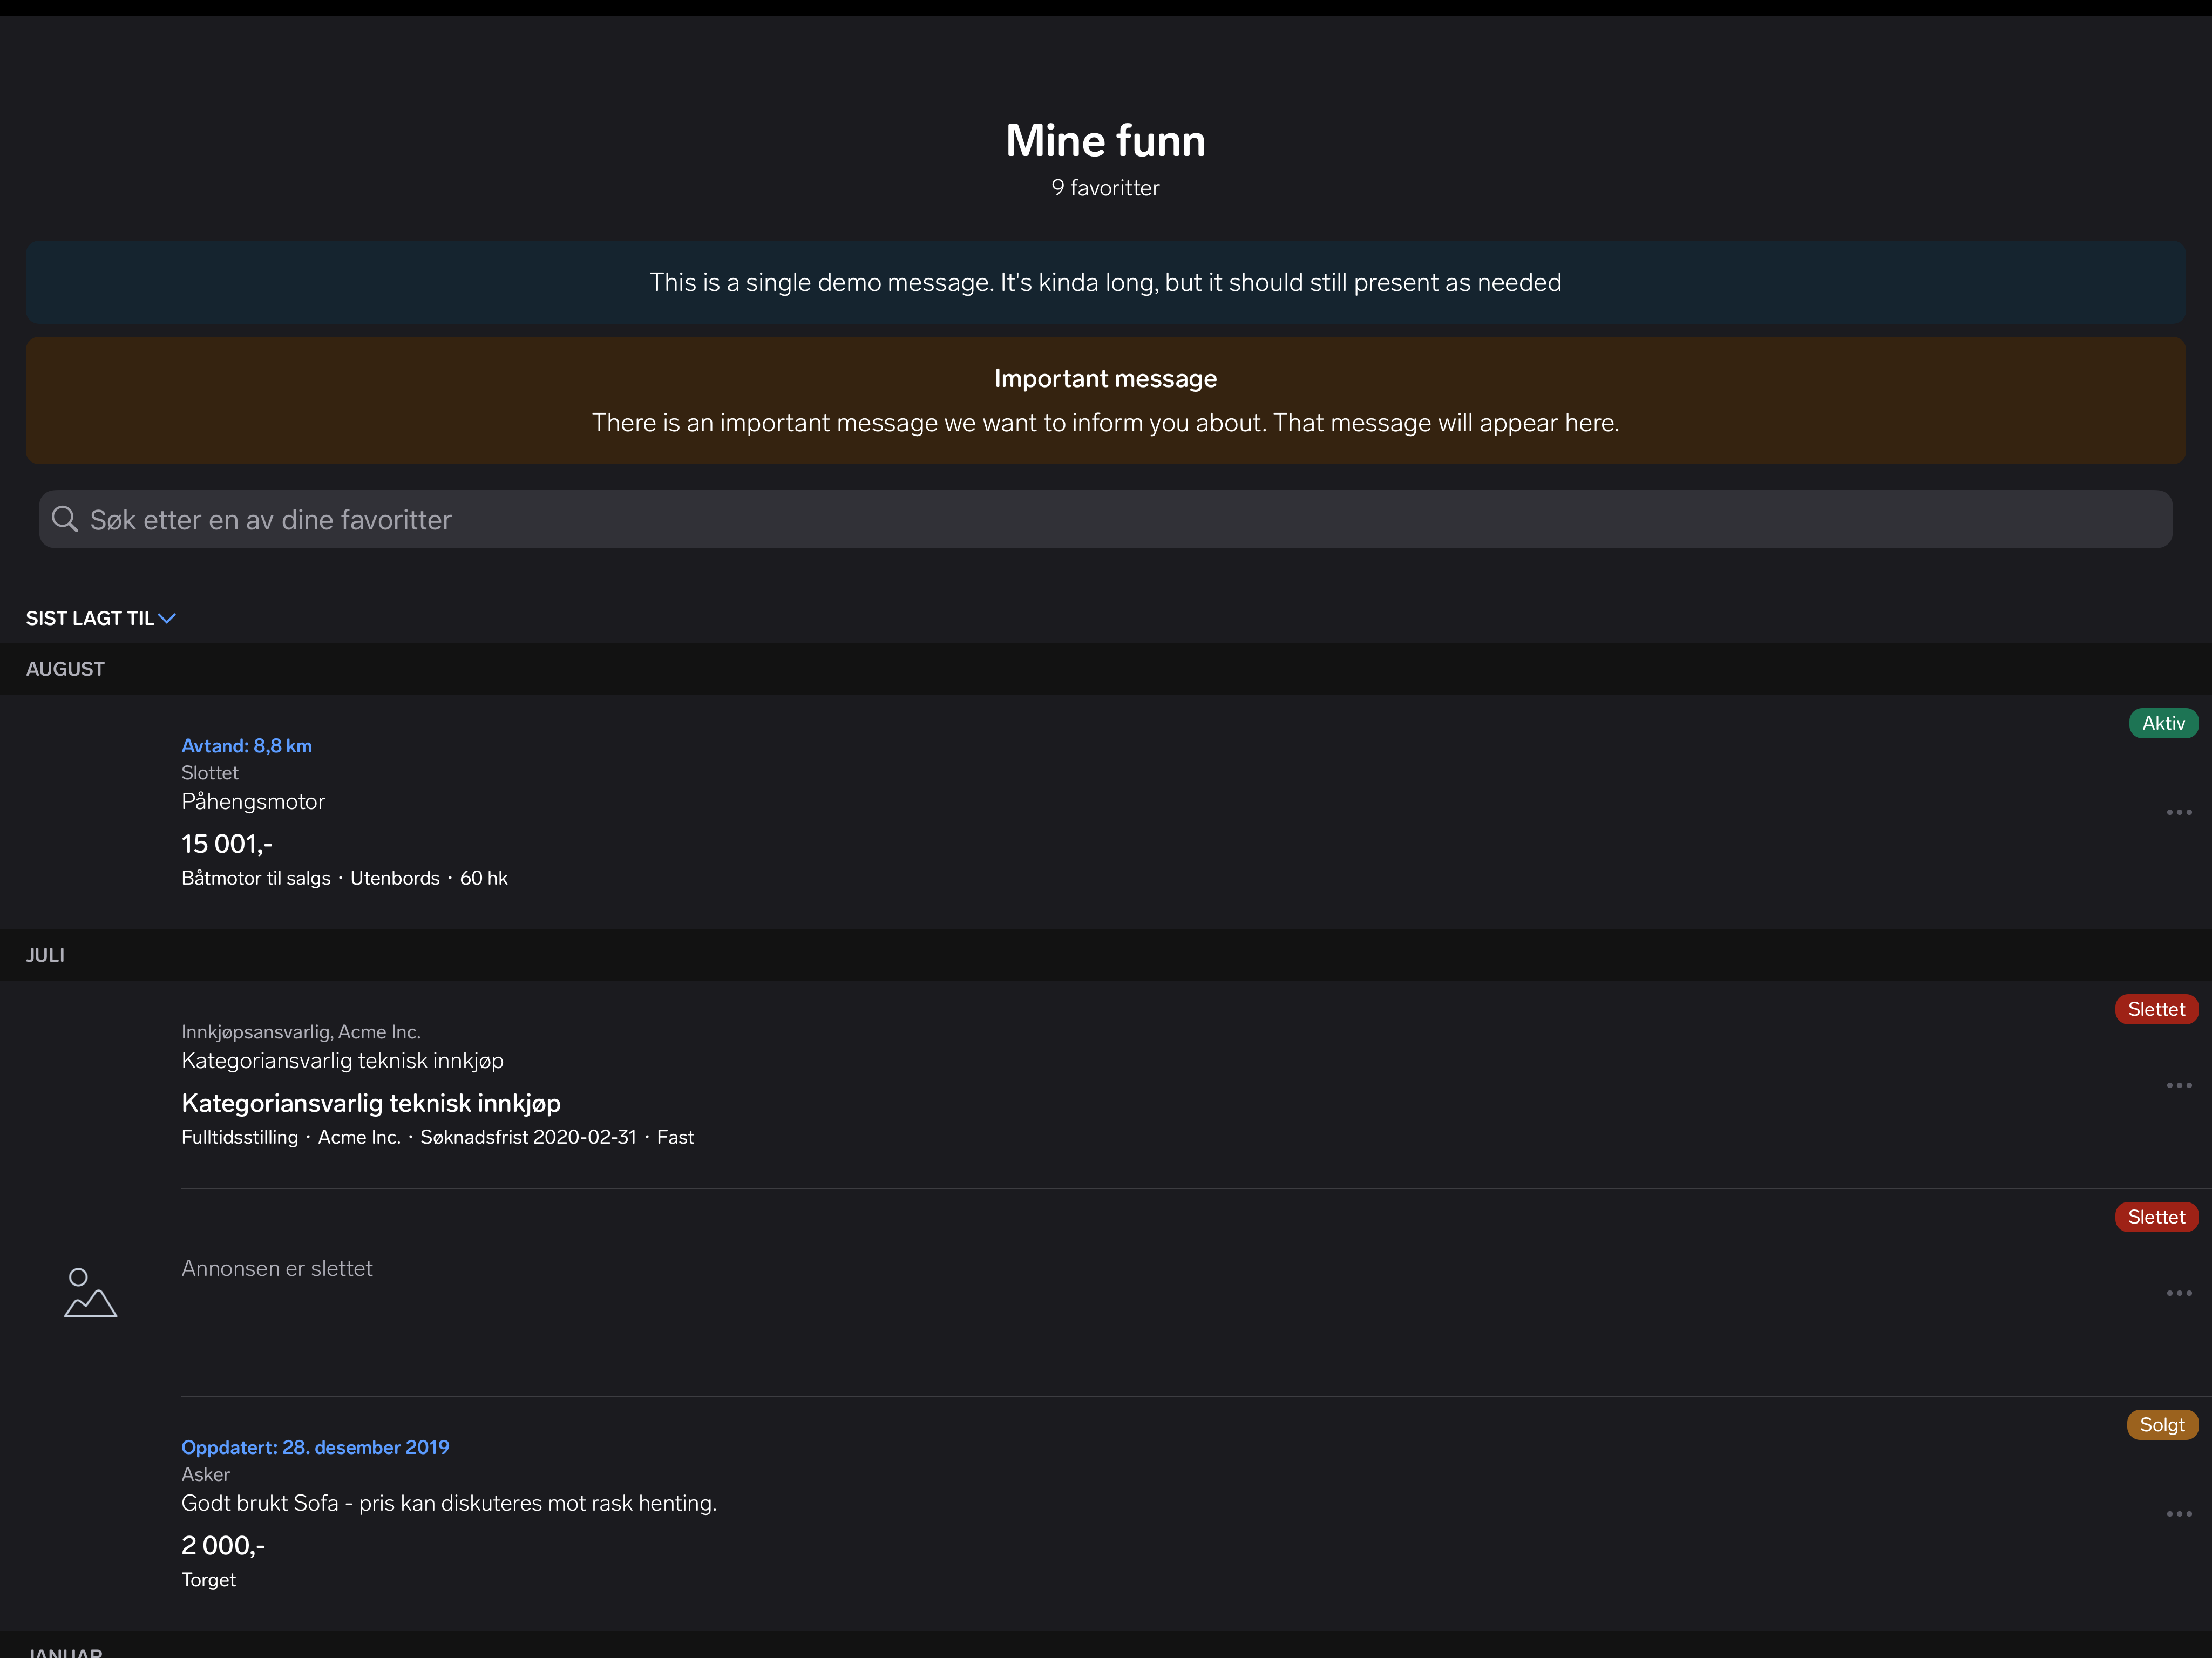 Mine funn
9 favoritter
This is a single demo message. It's kinda long, but it should still present as needed
Important message
There is an important message we want to inform you about. That message will appear here.
Søk etter en av dine favoritter
SIST LAGT TIL
AUGUST
Aktiv
Avtand: 8,8 km
Slottet
Påhengsmotor
15 001,-
Båtmotor til salgs · Utenbords · 60 hk
JULI
Slettet
Innkjøpsansvarlig, Acme Inc.
Kategoriansvarlig teknisk innkjøp
Kategoriansvarlig teknisk innkjøp
Fulltidsstilling · Acme Inc. · Søknadsfrist 2020-02-31 · Fast
Slettet
Annonsen er slettet
Solgt
Oppdatert: 28. desember 2019
Asker
Godt brukt Sofa - pris kan diskuteres mot rask henting.
2 000,-
Torget
JANUAR